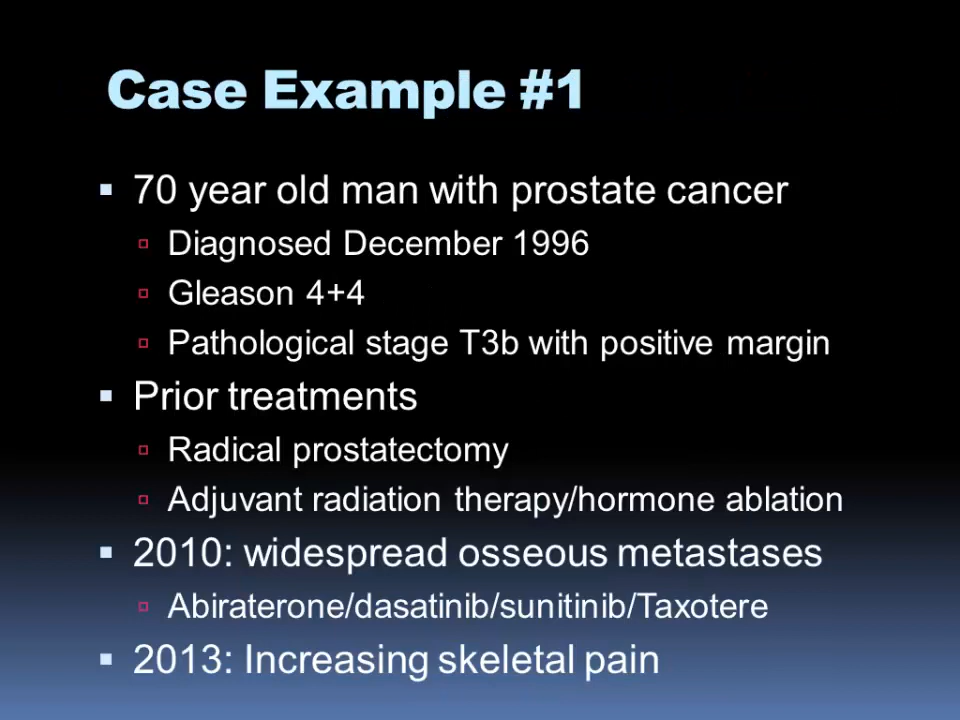 Case Example #1
70 year old man with prostate cancer
Diagnosed December 1996
Gleason 4+4
Pathological stage T3b with positive margin
Prior treatments
Radical prostatectomy
Adjuvant radiation therapy/hormone ablation
2010: widespread osseous metastases
Abiraterone/dasatinib/sunitinib/Taxotere
2013: Increasing skeletal pain